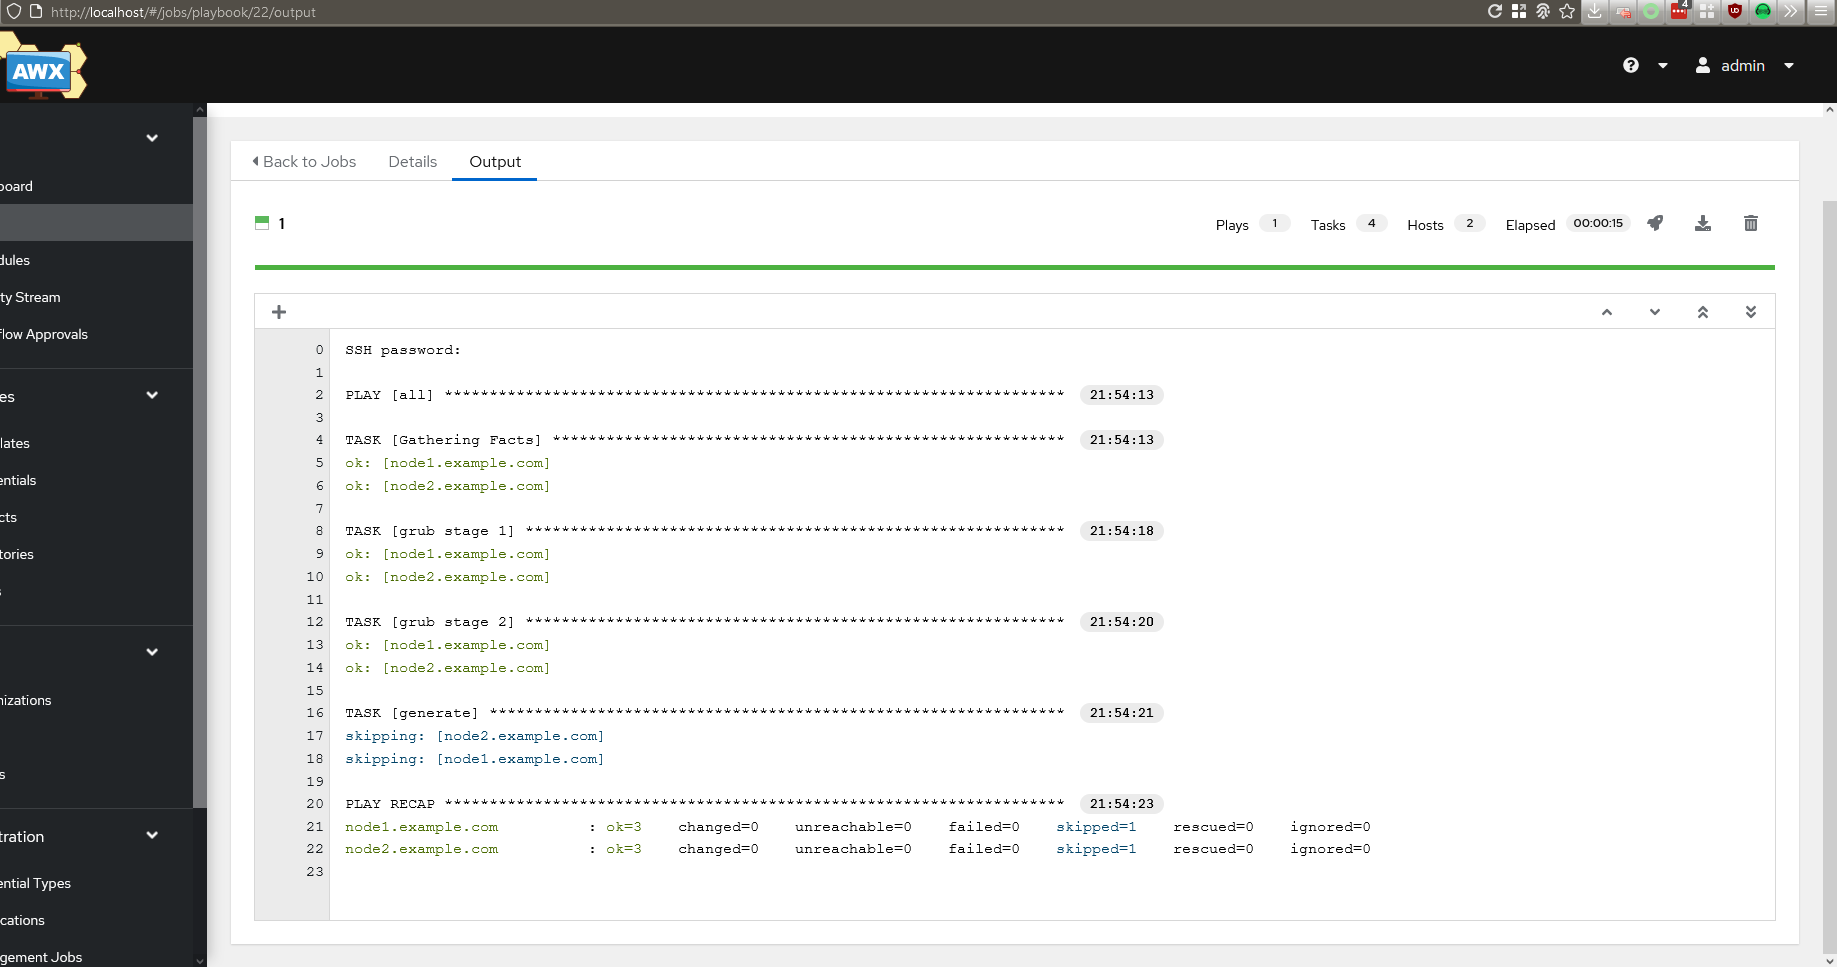 http://localhost/#/jobs/playbook/22/output
4
AWX
admin
board
dules
ty Stream
flow Approvals
es
lates
entials
cts
tories
s
nizations
s
tration
ential Types
cations
gement Jobs
Back to Jobs Details Output
1 Plays 1 Tasks 4 Hosts 2 Elapsed 00:00:15
0 SSH password:
1
2 PLAY [all] ********************************************************************* 21:54:13
3
4 TASK [Gathering Facts] ********************************************************* 21:54:13
5 ok: [node1.example.com]
6 ok: [node2.example.com]
7
8 TASK [grub stage 1] ************************************************************ 21:54:18
9 ok: [node1.example.com]
10 ok: [node2.example.com]
11
12 TASK [grub stage 2] ************************************************************ 21:54:20
13 ok: [node1.example.com]
14 ok: [node2.example.com]
15
16 TASK [generate] **************************************************************** 21:54:21
17 skipping: [node2.example.com]
18 skipping: [node1.example.com]
19
20 PLAY RECAP ********************************************************************* 21:54:23
21 node1.example.com : ok=3 changed=0 unreachable=0 failed=0 skipped=1 rescued=0 ignored=0
22 node2.example.com : ok=3 changed=0 unreachable=0 failed=0 skipped=1 rescued=0 ignored=0
23